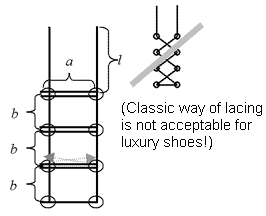 a
l
b
b
b
(Classic way of lacing
is not acceptable for
luxury shoes!)